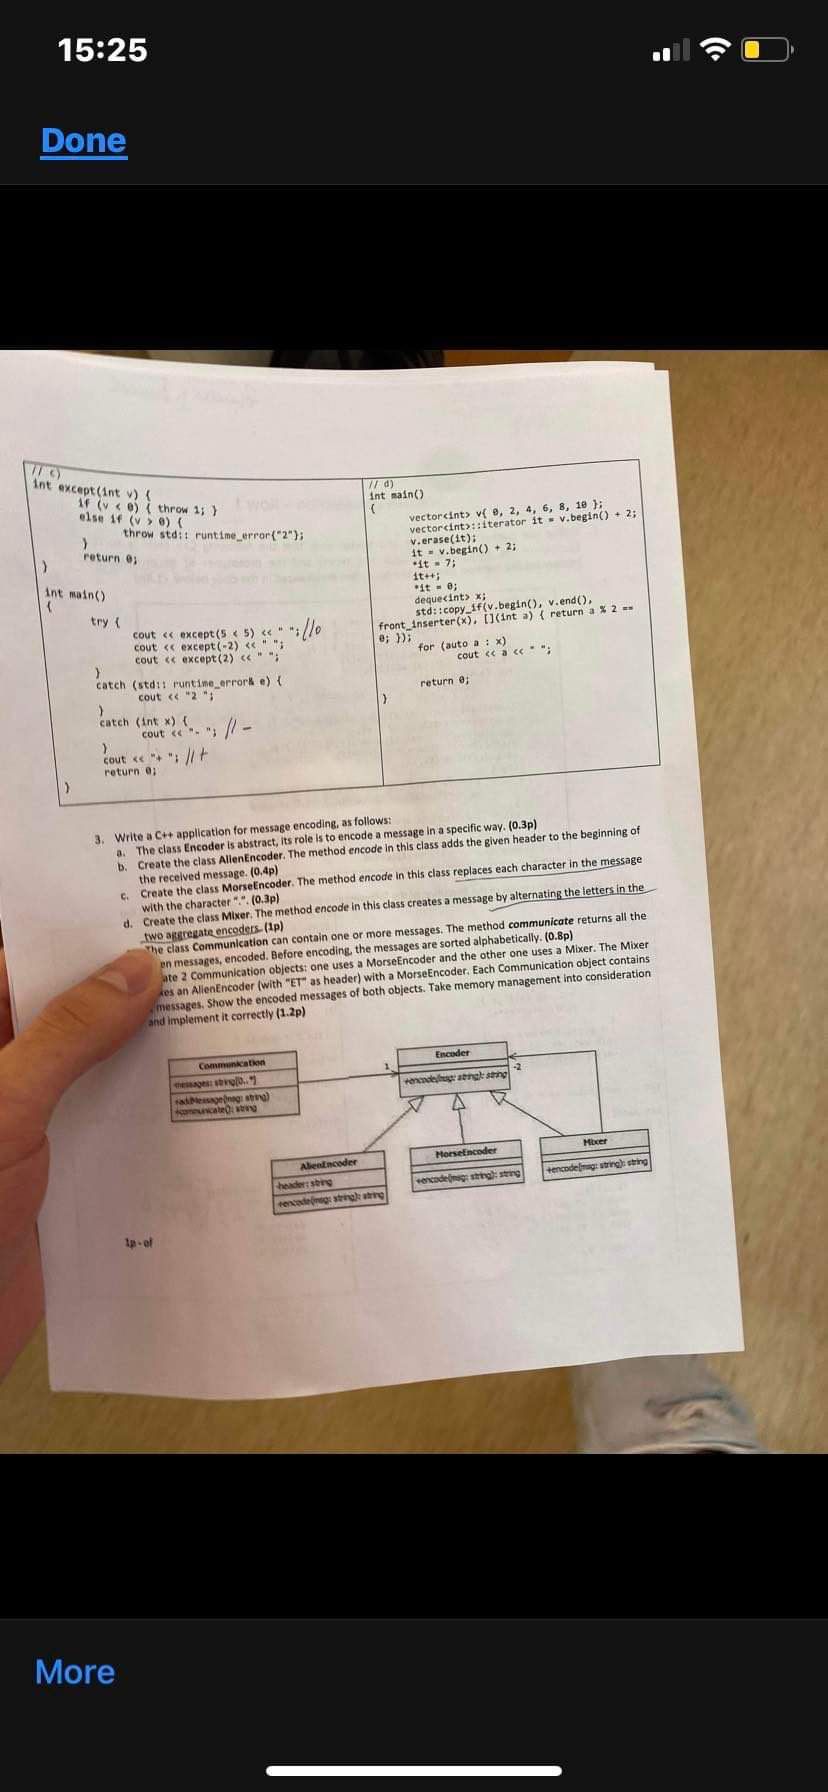 15:25
Done
// c)
int except(int v) {
if (v < 0) { throw 1; }
else if (v > 0) {
throw std:: runtime_error{"2"};
}
return 0;
}
int main()
{
try {
cout << except(5 < 5) << " "; //0
cout << except(-2) << " ";
cout << except(2) << " ";
}
catch (std:: runtime_error& e) {
cout << "2 ";
}
catch (int x) {
cout << "- "; // -
}
cout << "+ "; // +
return 0;
}
// d)
int main()
{
vector<int> v{ 0, 2, 4, 6, 8, 10 };
vector<int>::iterator it = v.begin() + 2;
v.erase(it);
it = v.begin() + 2;
*it = 7;
it++;
*it = 0;
deque<int> x;
std::copy_if(v.begin(), v.end(),
front_inserter(x), [](int a) { return a % 2 ==
0; });
for (auto a : x)
cout << a << " ";
return 0;
}
3. Write a C++ application for message encoding, as follows:
a. The class Encoder is abstract, its role is to encode a message in a specific way. (0.3p)
b. Create the class AlienEncoder. The method encode in this class adds the given header to the beginning of
the received message. (0.4p)
c. Create the class MorseEncoder. The method encode in this class replaces each character in the message
with the character ".". (0.3p)
d. Create the class Mixer. The method encode in this class creates a message by alternating the letters in the
two aggregate encoders. (1p)
The class Communication can contain one or more messages. The method communicate returns all the
en messages, encoded. Before encoding, the messages are sorted alphabetically. (0.8p)
ate 2 Communication objects: one uses a MorseEncoder and the other one uses a Mixer. The Mixer
es an AlienEncoder (with "ET" as header) with a MorseEncoder. Each Communication object contains
messages. Show the encoded messages of both objects. Take memory management into consideration
and implement it correctly (1.2p)
Communication
-messages: string[0..*]
+addMessage(msg: string)
+communicate(): string
1
Encoder
+encode(msg: string): string
-2
AlienEncoder
-header: string
+encode(msg: string): string
MorseEncoder
+encode(msg: string): string
Mixer
+encode(msg: string): string
1p - of
More